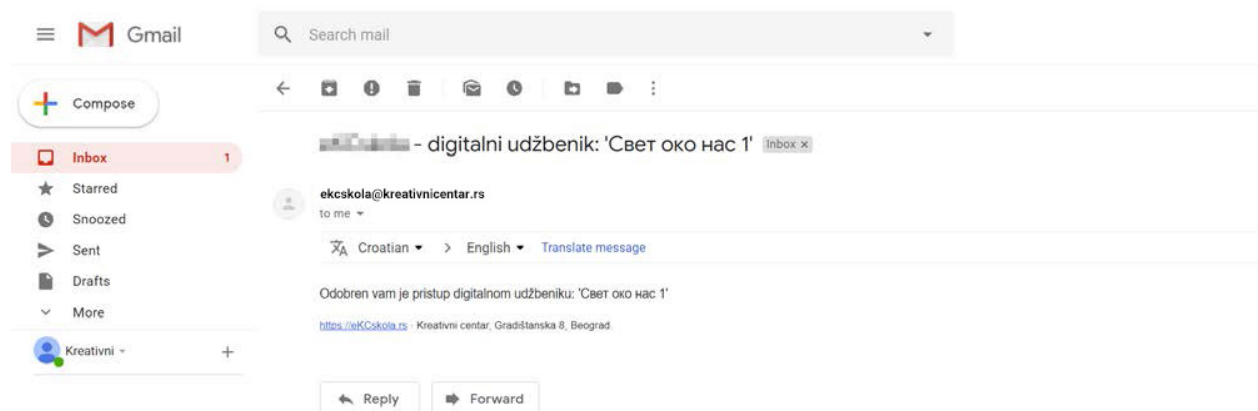 Gmail
Search mail
Compose
- digitalni udžbenik: 'Свет око нас 1' Inbox x
Inbox 1
Starred
ekcskola@kreativnicentar.rs
to me
Snoozed
Sent
Croatian > English Translate message
Drafts
Odobren vam je pristup digitalnom udžbeniku: 'Свет око нас 1'
More
https://eKCskola.rs - Kreativni centar, Gradištanska 8, Beograd.
Kreativni
Reply Forward